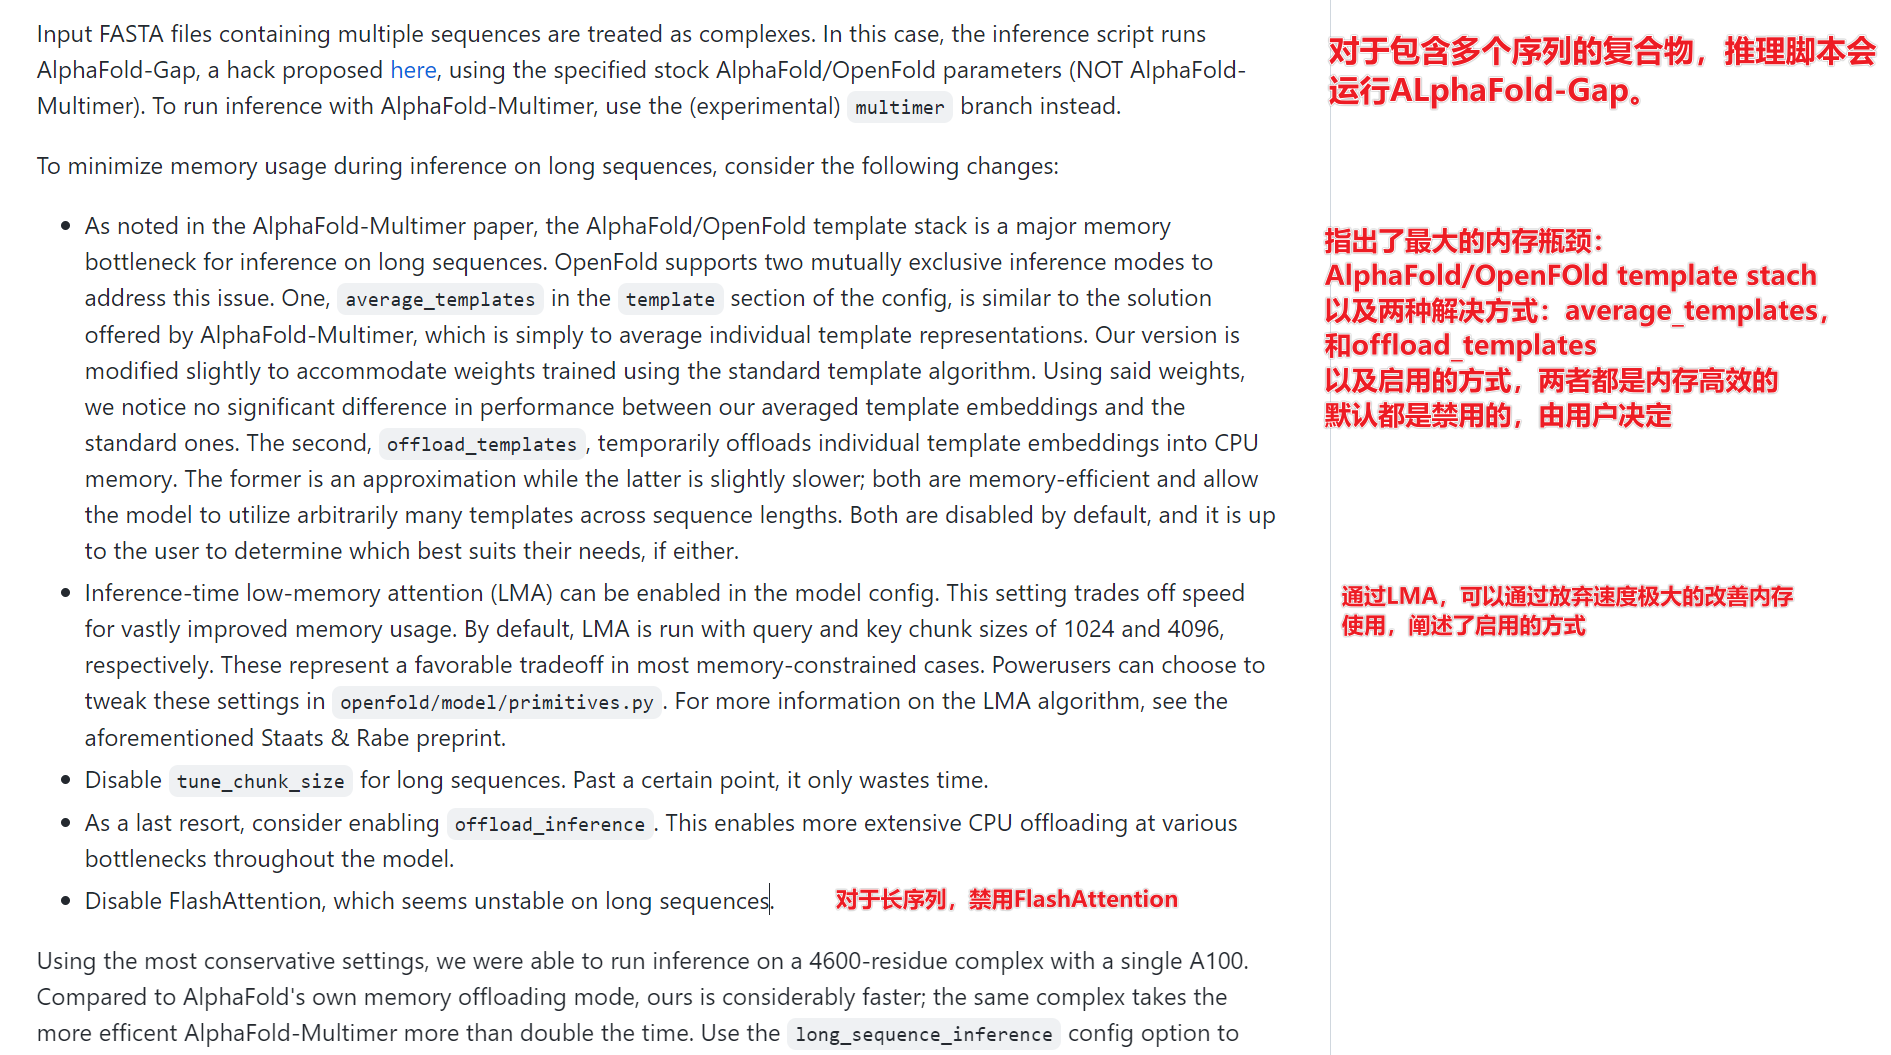 Input FASTA files containing multiple sequences are treated as complexes. In this case, the inference script runs
AlphaFold-Gap, a hack proposed here, using the specified stock AlphaFold/OpenFold parameters (NOT AlphaFold-
Multimer). To run inference with AlphaFold-Multimer, use the (experimental) multimer branch instead.
对于包含多个序列的复合物，推理脚本会
运行ALphaFold-Gap。
To minimize memory usage during inference on long sequences, consider the following changes:
• As noted in the AlphaFold-Multimer paper, the AlphaFold/OpenFold template stack is a major memory
bottleneck for inference on long sequences. OpenFold supports two mutually exclusive inference modes to
address this issue. One, average_templates in the template section of the config, is similar to the solution
offered by AlphaFold-Multimer, which is simply to average individual template representations. Our version is
modified slightly to accommodate weights trained using the standard template algorithm. Using said weights,
we notice no significant difference in performance between our averaged template embeddings and the
standard ones. The second, offload_templates, temporarily offloads individual template embeddings into CPU
memory. The former is an approximation while the latter is slightly slower; both are memory-efficient and allow
the model to utilize arbitrarily many templates across sequence lengths. Both are disabled by default, and it is up
to the user to determine which best suits their needs, if either.
指出了最大的内存瓶颈：
AlphaFold/OpenFOld template stach
以及两种解决方式：average_templates，
和offload_templates
以及启用的方式，两者都是内存高效的
默认都是禁用的，由用户决定
• Inference-time low-memory attention (LMA) can be enabled in the model config. This setting trades off speed
for vastly improved memory usage. By default, LMA is run with query and key chunk sizes of 1024 and 4096,
respectively. These represent a favorable tradeoff in most memory-constrained cases. Powerusers can choose to
tweak these settings in openfold/model/primitives.py. For more information on the LMA algorithm, see the
aforementioned Staats & Rabe preprint.
通过LMA，可以通过放弃速度极大的改善内存
使用，阐述了启用的方式
• Disable tune_chunk_size for long sequences. Past a certain point, it only wastes time.
• As a last resort, consider enabling offload_inference. This enables more extensive CPU offloading at various
bottlenecks throughout the model.
• Disable FlashAttention, which seems unstable on long sequences.
对于长序列，禁用FlashAttention
Using the most conservative settings, we were able to run inference on a 4600-residue complex with a single A100.
Compared to AlphaFold's own memory offloading mode, ours is considerably faster; the same complex takes the
more efficent AlphaFold-Multimer more than double the time. Use the long_sequence_inference config option to